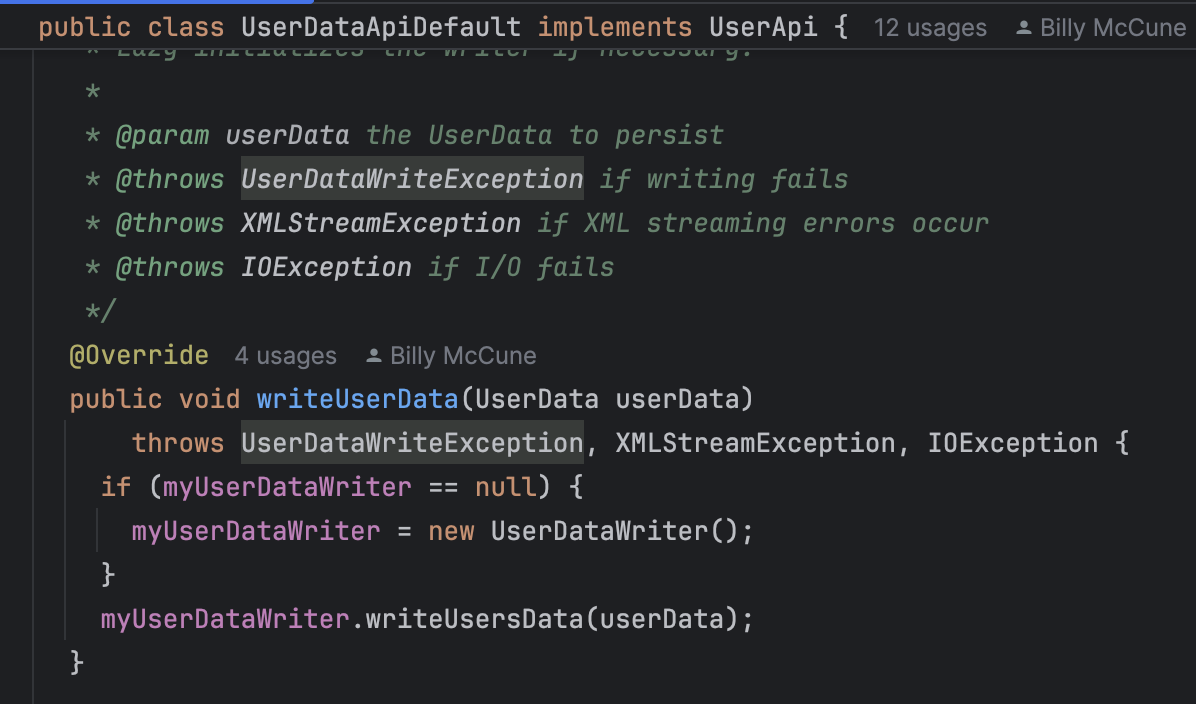 public class UserDataApiDefault implements UserApi { 12 usages Billy McCune
* Lazy initializes the writer if necessary.
*
* @param userData the UserData to persist
* @throws UserDataWriteException if writing fails
* @throws XMLStreamException if XML streaming errors occur
* @throws IOException if I/O fails
*/
@Override 4 usages Billy McCune
public void writeUserData(UserData userData)
throws UserDataWriteException, XMLStreamException, IOException {
if (myUserDataWriter == null) {
myUserDataWriter = new UserDataWriter();
}
myUserDataWriter.writeUsersData(userData);
}